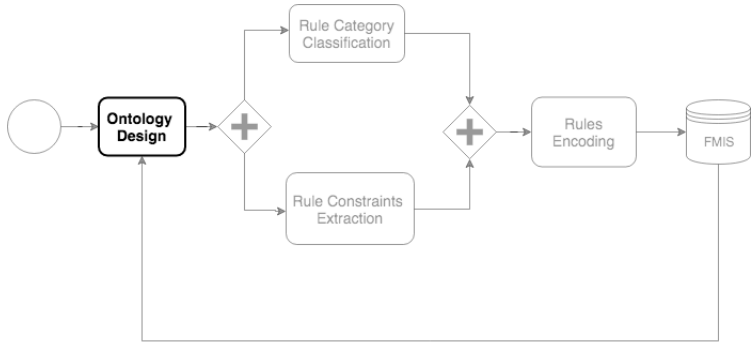 Rule Category
Classification
Ontology
Design
Rules
Encoding
FMIS
Rule Constraints
Extraction